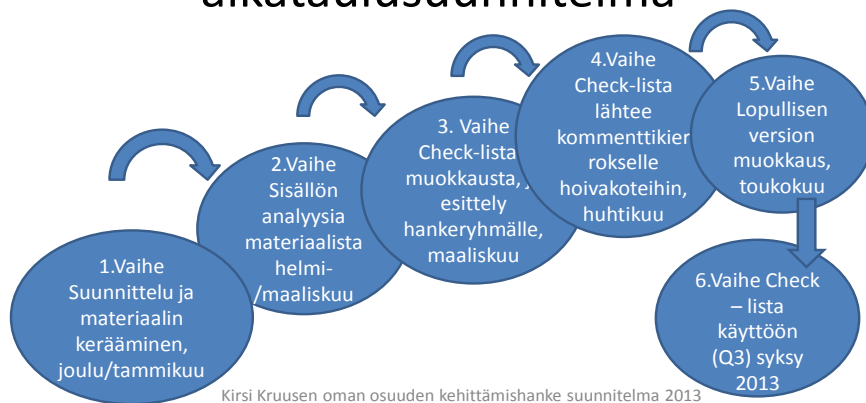 aikataulusuunnitelma
1.Vaihe
Suunnittelu ja
materiaalin
kerääminen,
joulu/tammikuu
2.Vaihe
Sisällön
analyysia
materiaalista
helmi-
/maaliskuu
3. Vaihe
Check-lista
muokkausta,
esittely
hankeryhmälle,
maaliskuu
4.Vaihe
Check-lista
lähtee
kommenttikier
rokselle
hoivakoteihin,
huhtikuu
5.Vaihe
Lopullisen
version
muokkaus,
toukokuu
6.Vaihe Check
– lista
käyttöön
(Q3) syksy
2013
Kirsi Kruusen oman osuuden kehittämishanke suunnitelma 2013